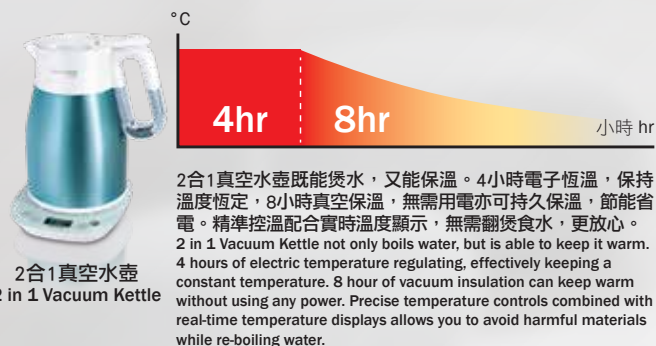 °C
4hr
8hr
小時 hr
2合1真空水壺既能煲水，又能保溫。4小時電子恆溫，保持
溫度恆定，8小時真空保溫，無需用電亦可持久保溫，節能省
電。精準控溫配合實時溫度顯示，無需翻煲食水，更放心。
2 in 1 Vacuum Kettle not only boils water, but is able to keep it warm.
4 hours of electric temperature regulating, effectively keeping a
constant temperature. 8 hour of vacuum insulation can keep warm
without using any power. Precise temperature controls combined with
real-time temperature displays allows you to avoid harmful materials
while re-boiling water.
2合1真空水壺
2 in 1 Vacuum Kettle